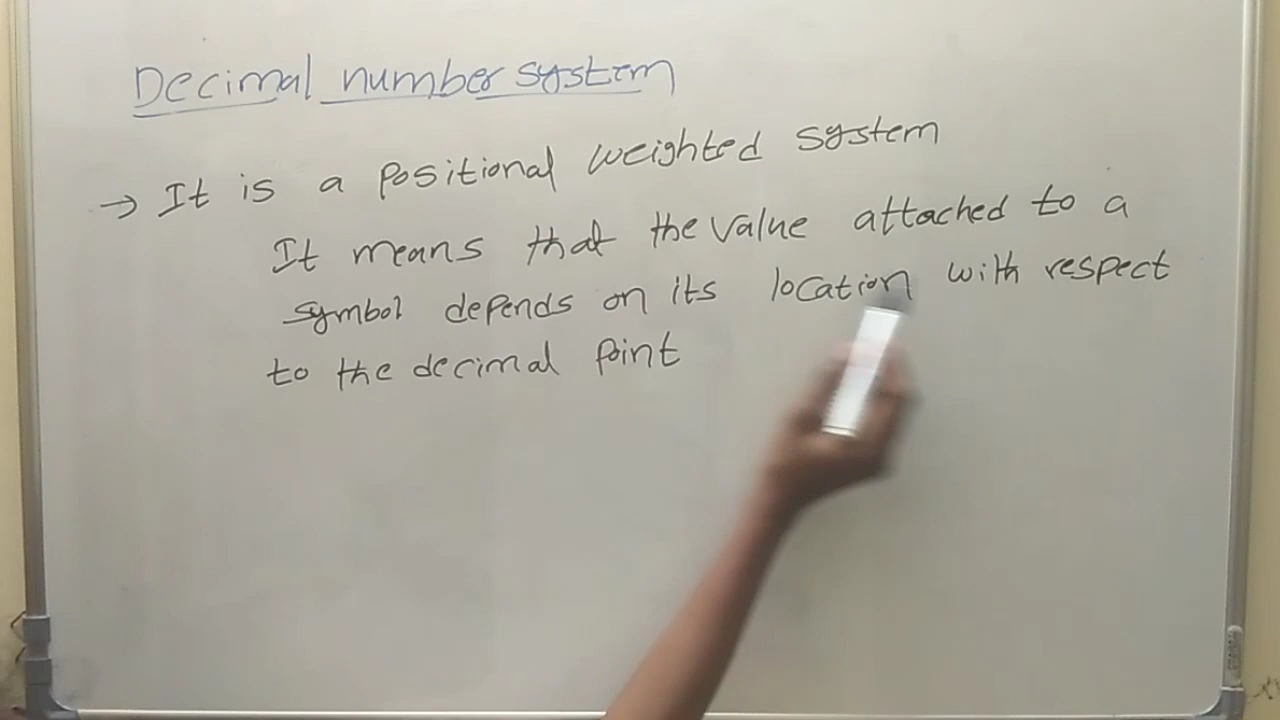 Decimal number system
→ It is a positional weighted system
It means that the value attached to a
symbol depends on its location with respect
to the decimal point